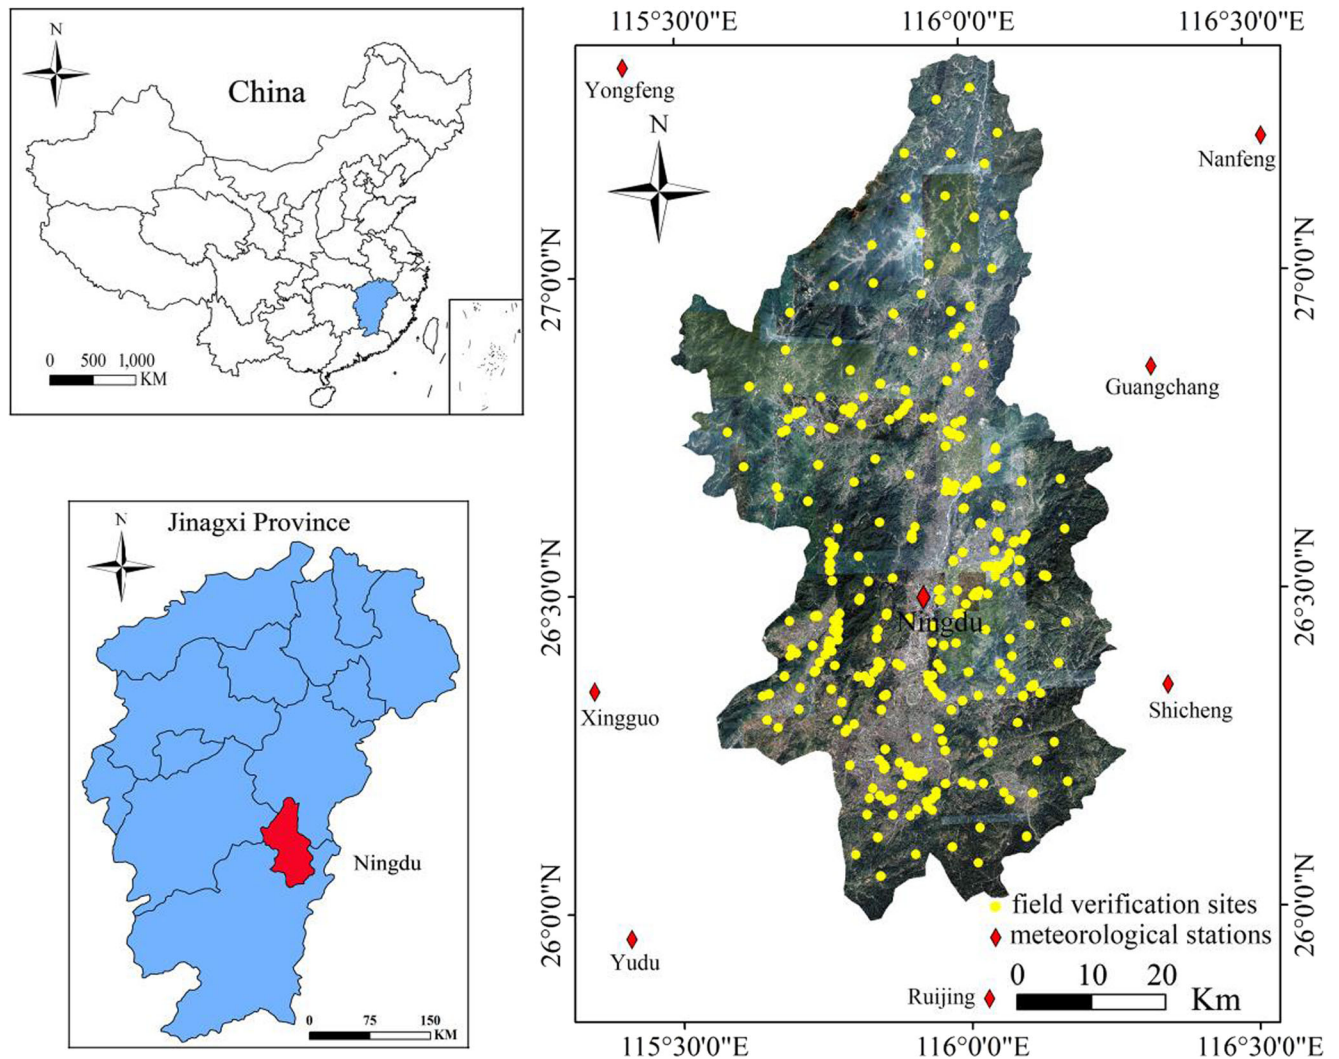 N
China
0 500 1,000
KM
Jinagxi Province
N
Ningdu
0 75 150
KM
115°30'0"E 116°0'0"E 116°30'0"E
Yongfeng
N
Nanfeng
27°0'0"N
27°0'0"N
Guangchang
26°30'0"N
26°30'0"N
Ningdu
Xingguo
Shicheng
26°0'0"N
26°0'0"N
field verification sites
meteorological stations
Yudu
0 10 20
Km
Ruijing
115°30'0"E 116°0'0"E 116°30'0"E